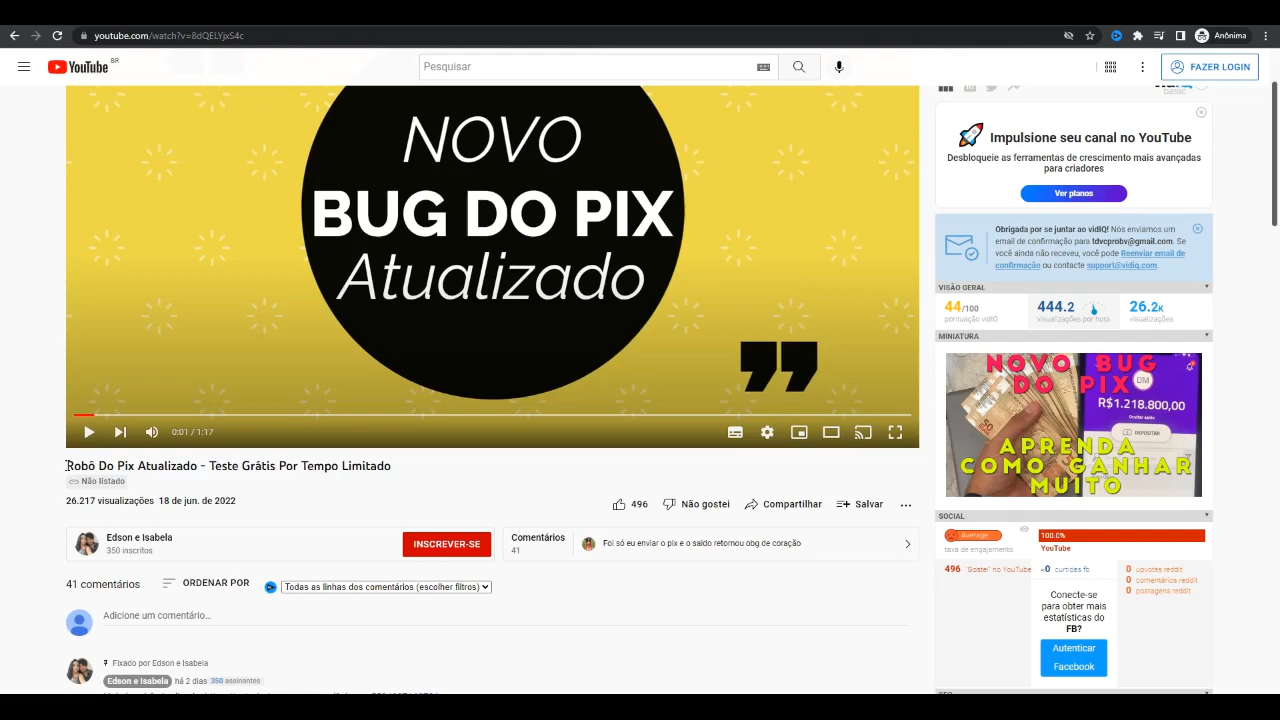 youtube.com/watch?v=8dQELYjxS4c
Anônima
YouTube BR
Pesquisar
FAZER LOGIN
NOVO
BUG DO PIX
Atualizado
0:01 / 1:17
Robô Do Pix Atualizado - Teste Grátis Por Tempo Limitado
Não listado
26.217 visualizações 18 de jun. de 2022
496
Não gostei
Compartilhar
Salvar
Edson e Isabela
350 inscritos
INSCREVER-SE
Comentários
41
Foi só eu enviar o pix e o saldo retornou obg de coração
41 comentários
ORDENAR POR
Todas as linhas dos comentários (escolher filtros)
Adicione um comentário...
Fixado por Edson e Isabela
Edson e Isabela há 2 dias 350 assinantes
Impulsione seu canal no YouTube
Desbloqueie as ferramentas de crescimento mais avançadas
para criadores
Ver planos
Obrigada por se juntar ao vidIQ! Nós enviamos um
email de confirmação para tdvcprobv@gmail.com. Se
você ainda não receveu, você pode Reenviar email de
confirmação ou contacte support@vidiq.com.
VISÃO GERAL
44/100
pontuação vidIQ
444.2
visualizações por hora
26.2K
visualizações
MINIATURA
NOVO BUG
DO PIX
DM
R$1.218.800,00
Ocultar saldo
DEPOSITAR
APRENDA
COMO GANHAR
MUITO
SOCIAL
Average
taxa de engajamento
100.0%
YouTube
496 "Gostei" no YouTube
≈0 curtidas fb
0 upvotes reddit
0 comentários reddit
0 postagens reddit
Conecte-se
para obter mais
estatísticas do
FB?
Autenticar
Facebook